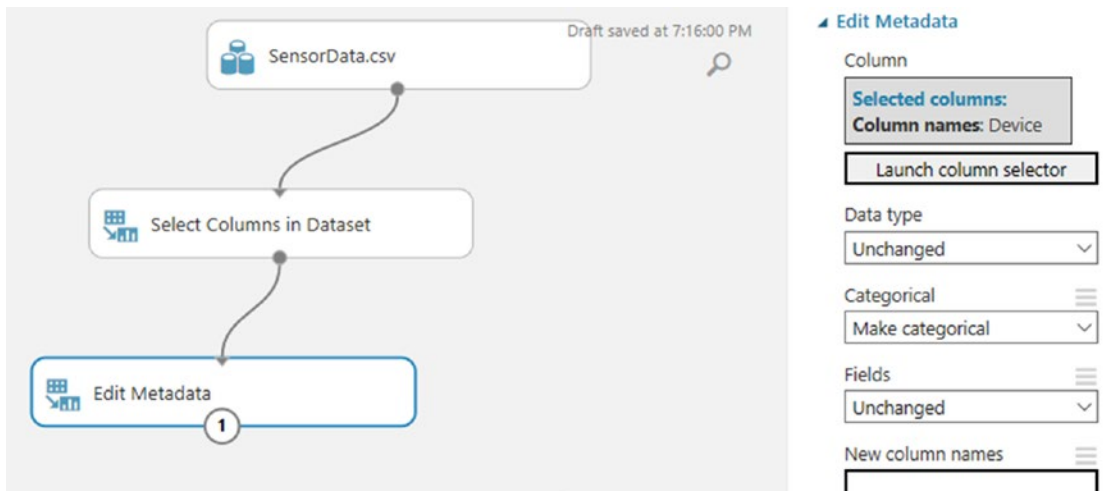 Draft saved at 7:16:00 PM
SensorData.csv
Select Columns in Dataset
Edit Metadata
1
Edit Metadata
Column
Selected columns:
Column names: Device
Launch column selector
Data type
Unchanged
Categorical
Make categorical
Fields
Unchanged
New column names